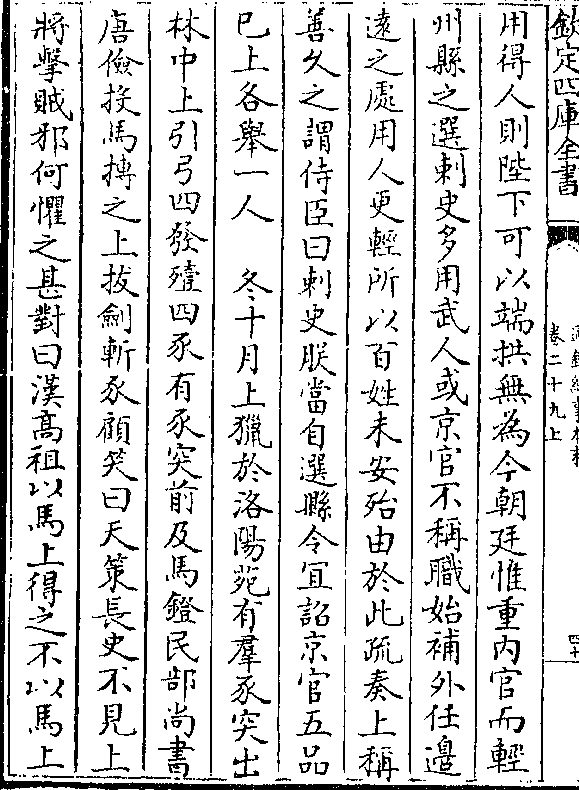 欽定四庫全書
通鑑紀事本末
卷二十九上
四十
用得人則陛下可以端拱無為今朝廷惟重内官而輕
州縣之選刺史多用武人或京官不稱職始補外任邊
逺之處用人更輕所以百姓未安殆由於此疏奏上稱
善久之謂侍臣曰刺史朕當自選縣令宜詔京官五品
已上各舉一人　冬十月上獵於洛陽苑有羣豕突出
林中上引弓四發殪四豕有豕突前及馬鐙民部尚書
唐儉投馬搏之上拔劍斬豕顧笑曰天策長史不見上
將擊賊邪何懼之甚對曰漢髙祖以馬上得之不以馬上